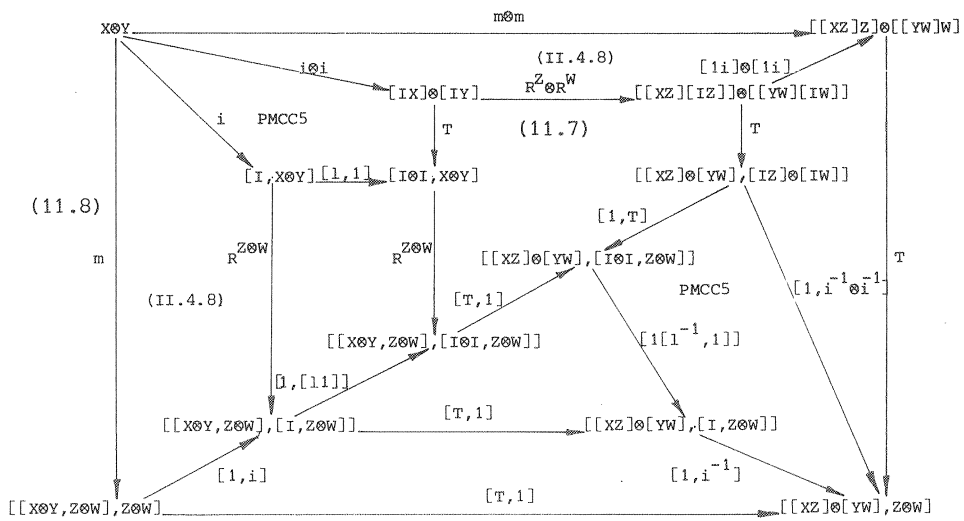 m⊗m
X⊗Y [[XZ]Z]⊗[[YW]W]
(II.4.8)
i⊗i [1i]⊗[1i]
[IX]⊗[IY] R^Z⊗R^W [[XZ][IZ]]⊗[[YW][IW]]
i PMCC5 T (11.7) T
[I,X⊗Y] [l,1] [I⊗I,X⊗Y] [[XZ]⊗[YW],[IZ]⊗[IW]]
(11.8) [1,T]
m R^Z⊗W R^Z⊗W [[XZ]⊗[YW],[I⊗I,Z⊗W]] T
(II.4.8) [T,1] PMCC5 [1,i^-1⊗i^-1]
[[X⊗Y,Z⊗W],[I⊗I,Z⊗W]] [1[l^-1,1]]
[1,[l1]]
[[X⊗Y,Z⊗W],[I,Z⊗W]] [T,1] [[XZ]⊗[YW],[I,Z⊗W]]
[1,i] [1,i^-1]
[[X⊗Y,Z⊗W],Z⊗W] [T,1] [[XZ]⊗[YW],Z⊗W]